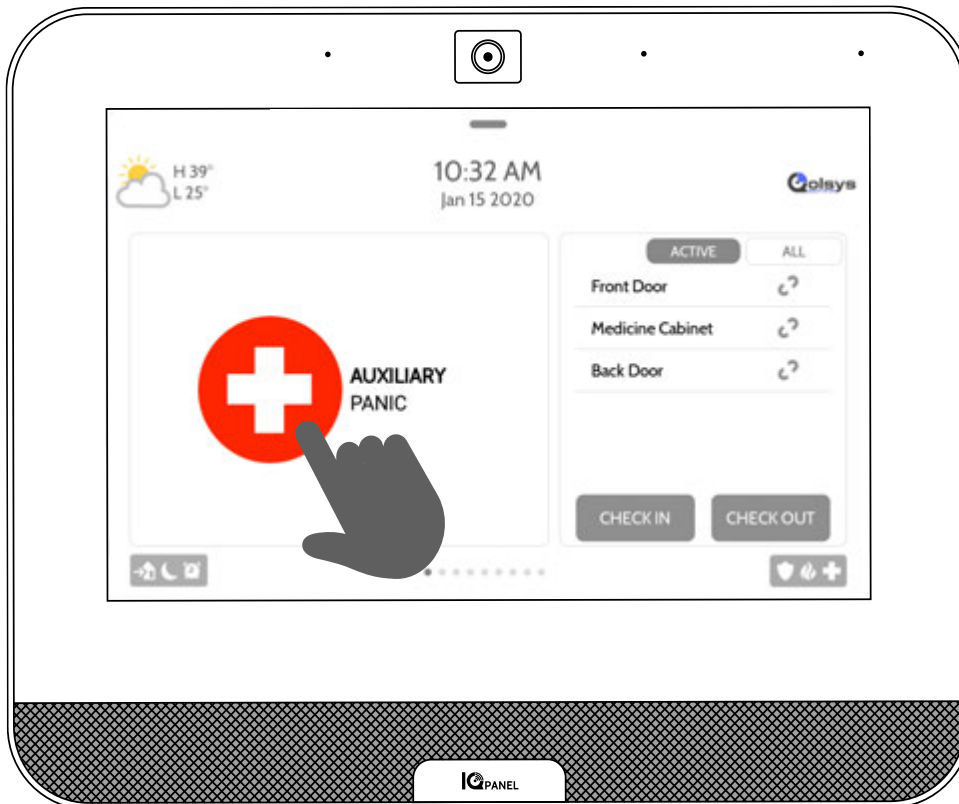 H 39°
L 25°
10:32 AM
Jan 15 2020
Qolsys
AUXILIARY
PANIC
ACTIVE
ALL
Front Door
Medicine Cabinet
Back Door
CHECK IN
CHECK OUT
IQ PANEL